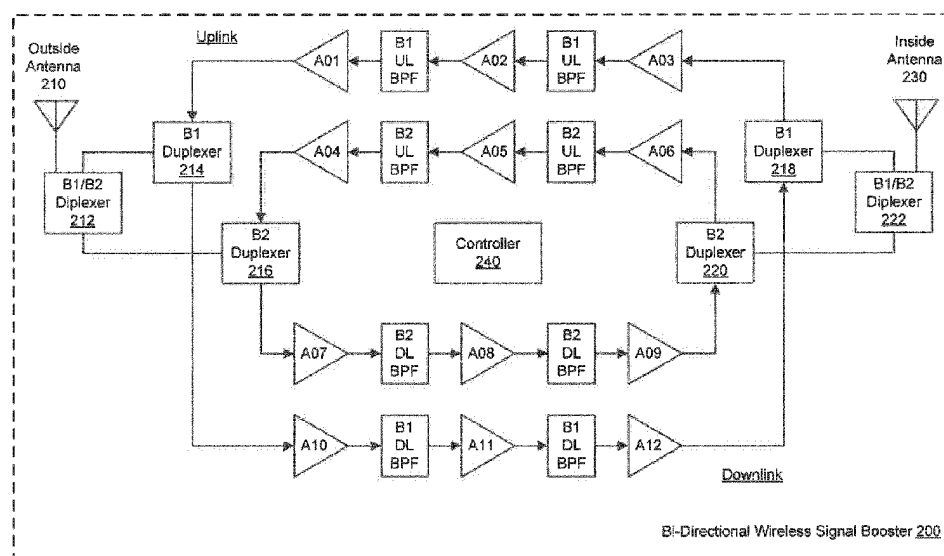 Uplink
Outside
Antenna
210
Inside
Antenna
230
A01
B1
UL
BPF
A02
B1
UL
BPF
A03
B1
Duplexer
214
A04
B2
UL
BPF
A05
B2
UL
BPF
A06
B1
Duplexer
218
B1/B2
Diplexer
212
B1/B2
Diplexer
222
B2
Duplexer
216
Controller
240
B2
Duplexer
220
A07
B2
DL
BPF
A08
B2
DL
BPF
A09
A10
B1
DL
BPF
A11
B1
DL
BPF
A12
Downlink
Bi-Directional Wireless Signal Booster 200